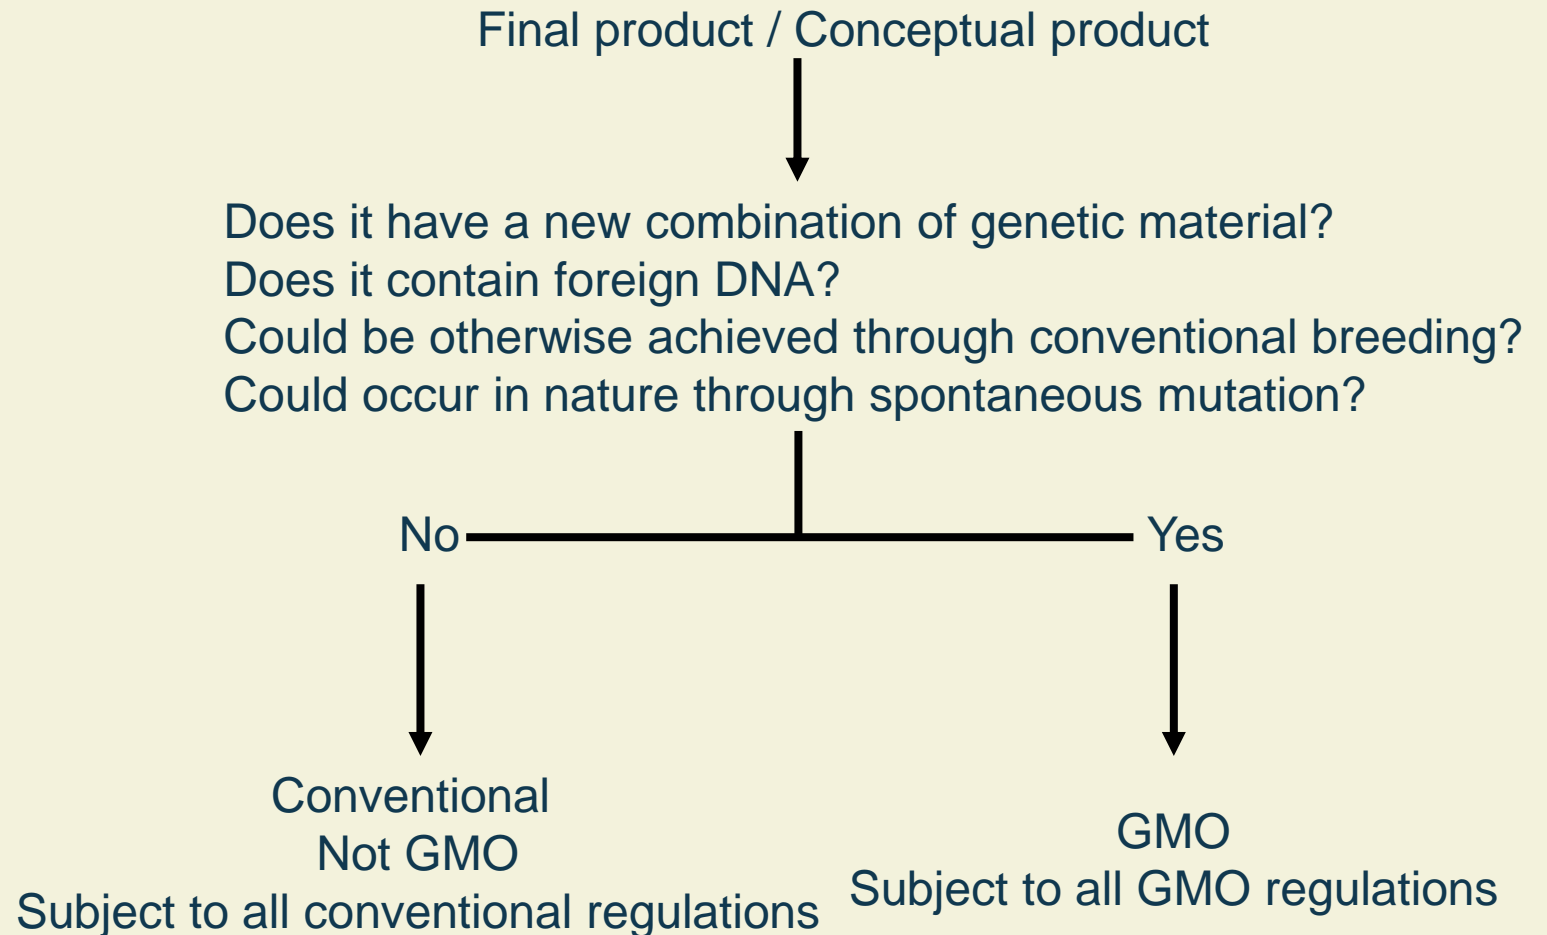 Final product / Conceptual product
Does it have a new combination of genetic material?
Does it contain foreign DNA?
Could be otherwise achieved through conventional breeding?
Could occur in nature through spontaneous mutation?
No
Yes
Conventional
Not GMO
Subject to all conventional regulations
GMO
Subject to all GMO regulations